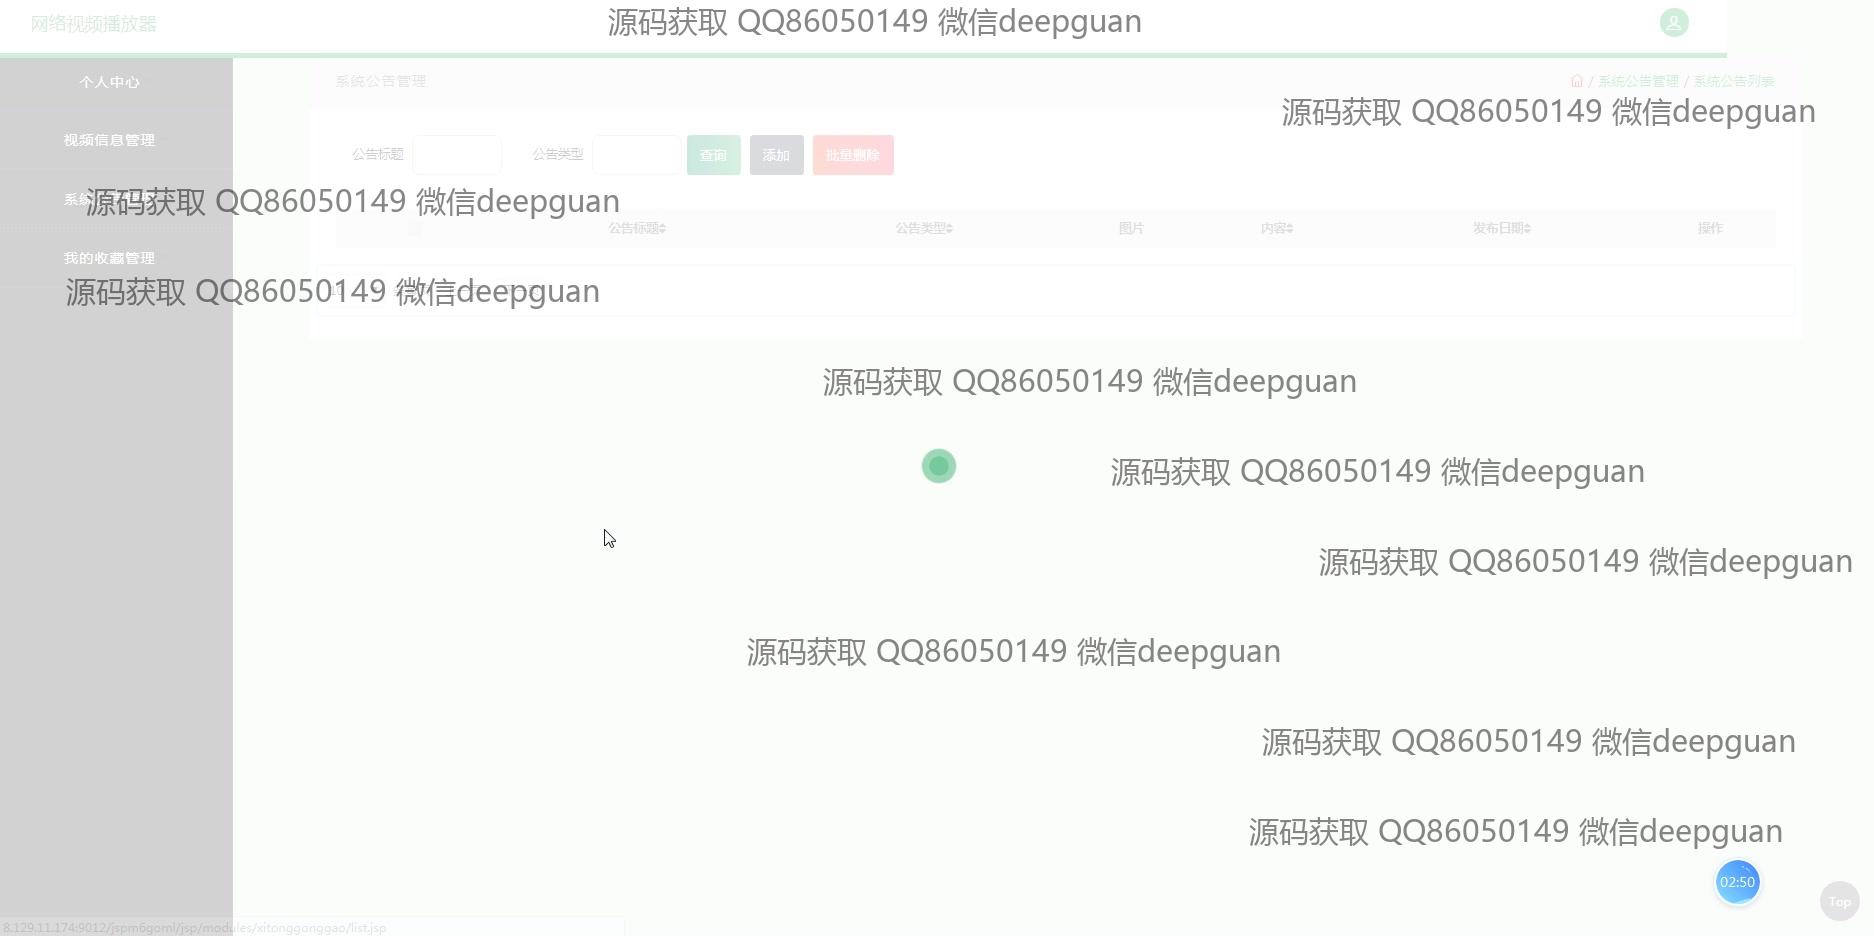 网络视频播放器
源码获取 QQ86050149 微信deepguan
个人中心
系统公告管理
系统公告管理 / 系统公告列表
源码获取 QQ86050149 微信deepguan
视频信息管理
公告标题
公告类型
查询
添加
批量删除
源码获取 QQ86050149 微信deepguan
公告标题
公告类型
图片
内容
发布日期
操作
我的收藏管理
源码获取 QQ86050149 微信deepguan
源码获取 QQ86050149 微信deepguan
源码获取 QQ86050149 微信deepguan
源码获取 QQ86050149 微信deepguan
源码获取 QQ86050149 微信deepguan
源码获取 QQ86050149 微信deepguan
源码获取 QQ86050149 微信deepguan
02:50
Top
8.129.11.174:9012/jspm6goml/jsp/modules/xitonggonggao/list.jsp